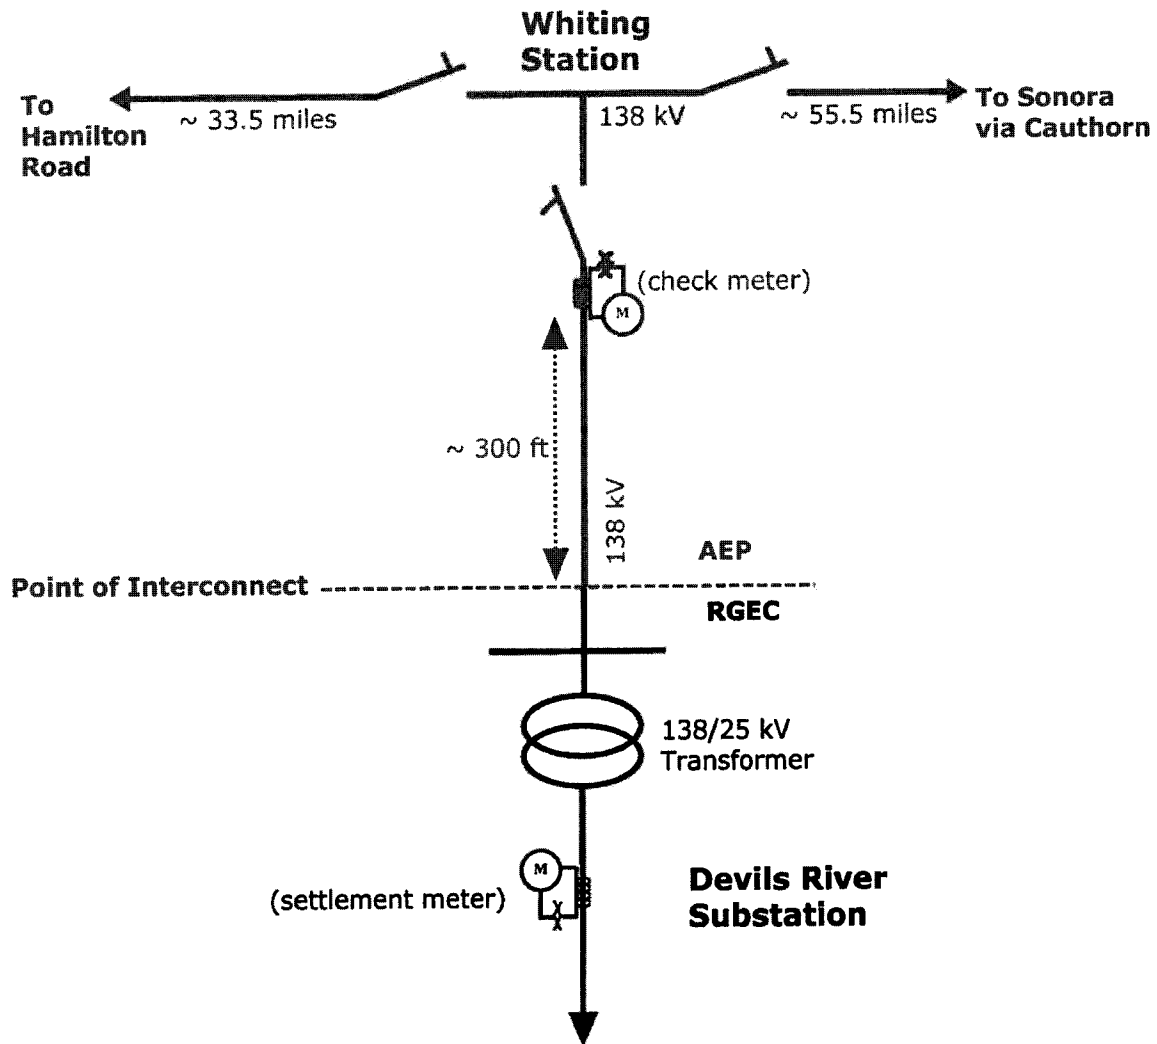 Whiting
Station
To
Hamilton
Road
~ 33.5 miles
138 kV
~ 55.5 miles
To Sonora
via Cauthorn
(check meter)
M
~ 300 ft
138 kV
AEP
Point of Interconnect
RGEC
138/25 kV
Transformer
M
(settlement meter)
Devils River
Substation